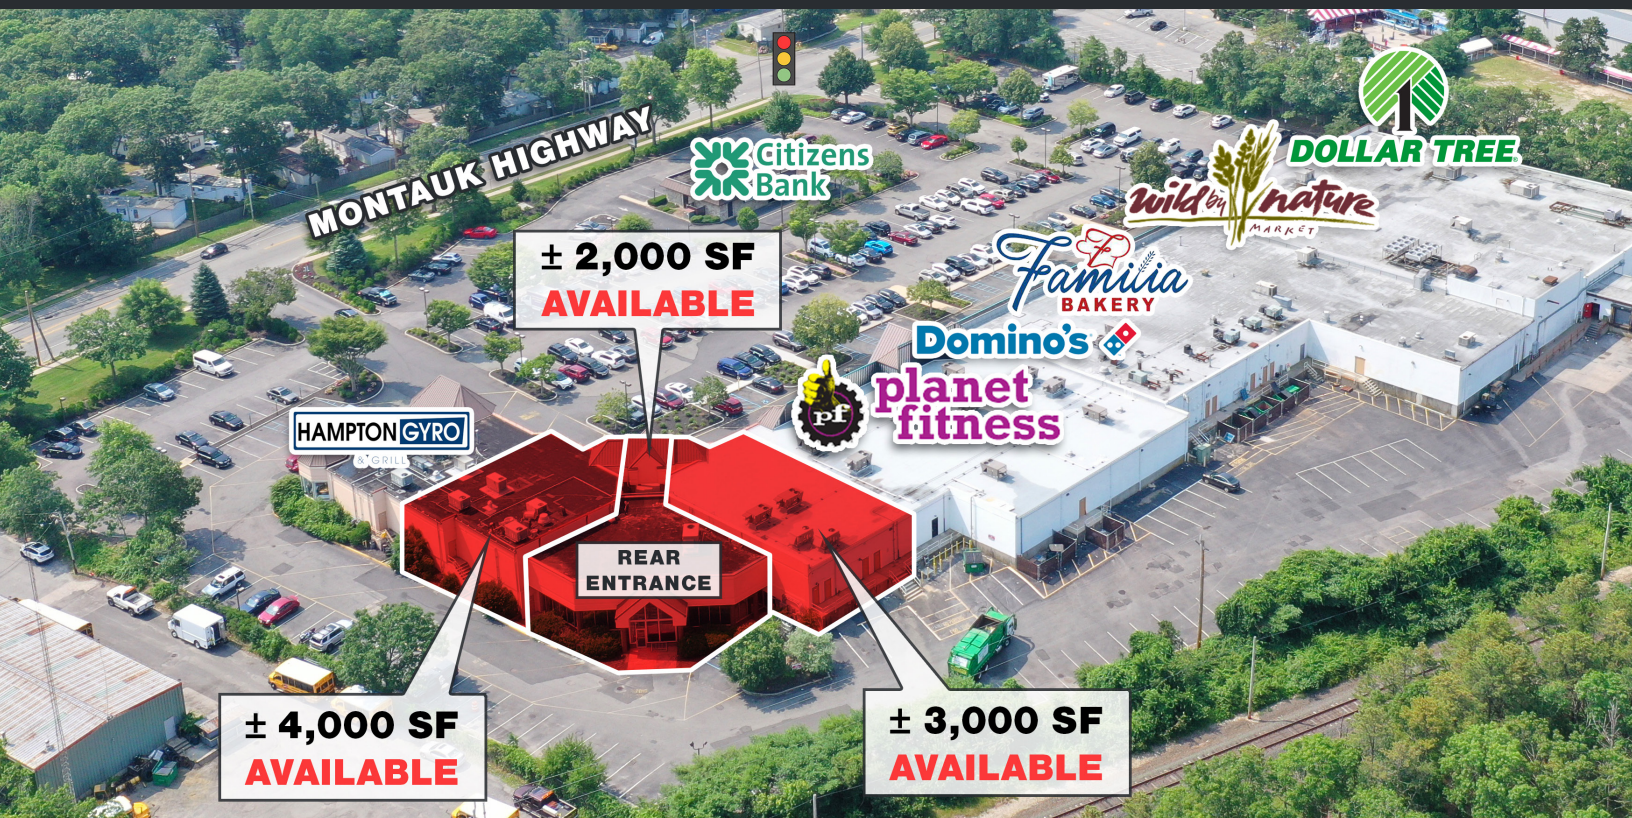 MONTAUK HIGHWAY
Citizens
Bank
1
DOLLAR TREE
wild by nature
MARKET
± 2,000 SF
AVAILABLE
Familia
BAKERY
Domino's
pf
planet
fitness
HAMPTON GYRO
& GRILL
REAR
ENTRANCE
± 4,000 SF
AVAILABLE
± 3,000 SF
AVAILABLE